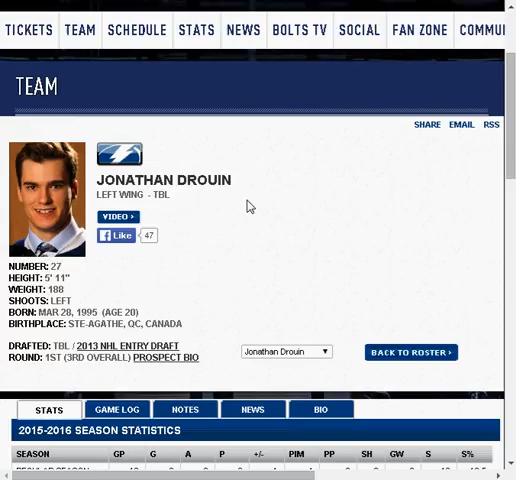 TICKETS TEAM SCHEDULE STATS NEWS BOLTS TV SOCIAL FAN ZONE COMMU
TEAM
SHARE EMAIL RSS
JONATHAN DROUIN
LEFT WING - TBL
VIDEO ›
Like 47
NUMBER: 27
HEIGHT: 5' 11"
WEIGHT: 188
SHOOTS: LEFT
BORN: MAR 28, 1995 (AGE 20)
BIRTHPLACE: STE-AGATHE, QC, CANADA
DRAFTED: TBL / 2013 NHL ENTRY DRAFT
ROUND: 1ST (3RD OVERALL) PROSPECT BIO
Jonathan Drouin
BACK TO ROSTER ›
STATS GAME LOG NOTES NEWS BIO
2015-2016 SEASON STATISTICS
SEASON GP G A P +/- PIM PP SH GW S S%
REGULAR SEASON